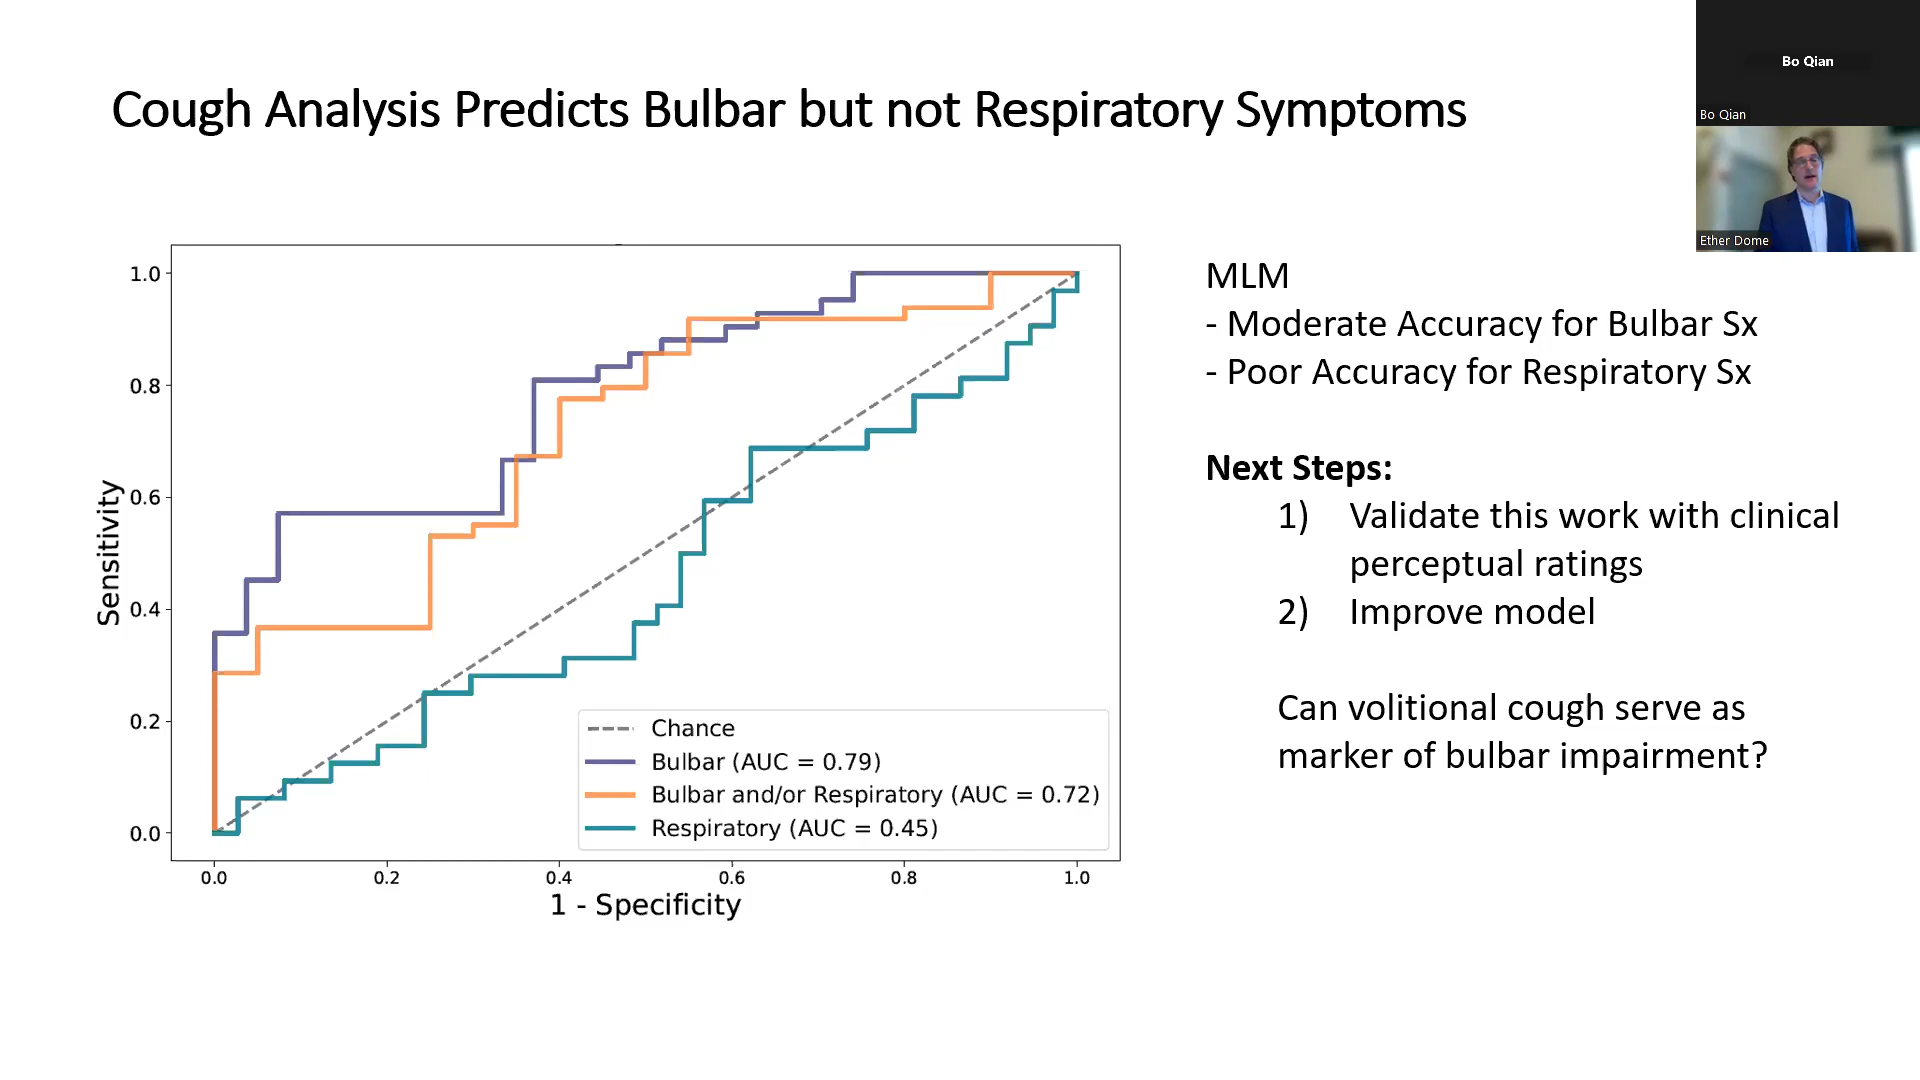 Cough Analysis Predicts Bulbar but not Respiratory Symptoms
Bo Qian
Bo Qian
Ether Dome
1.0
0.8
0.6
0.4
0.2
0.0
Sensitivity
0.0
0.2
0.4
0.6
0.8
1.0
1 - Specificity
Chance
Bulbar (AUC = 0.79)
Bulbar and/or Respiratory (AUC = 0.72)
Respiratory (AUC = 0.45)
MLM
- Moderate Accuracy for Bulbar Sx
- Poor Accuracy for Respiratory Sx
Next Steps:
1) Validate this work with clinical
perceptual ratings
2) Improve model
Can volitional cough serve as
marker of bulbar impairment?